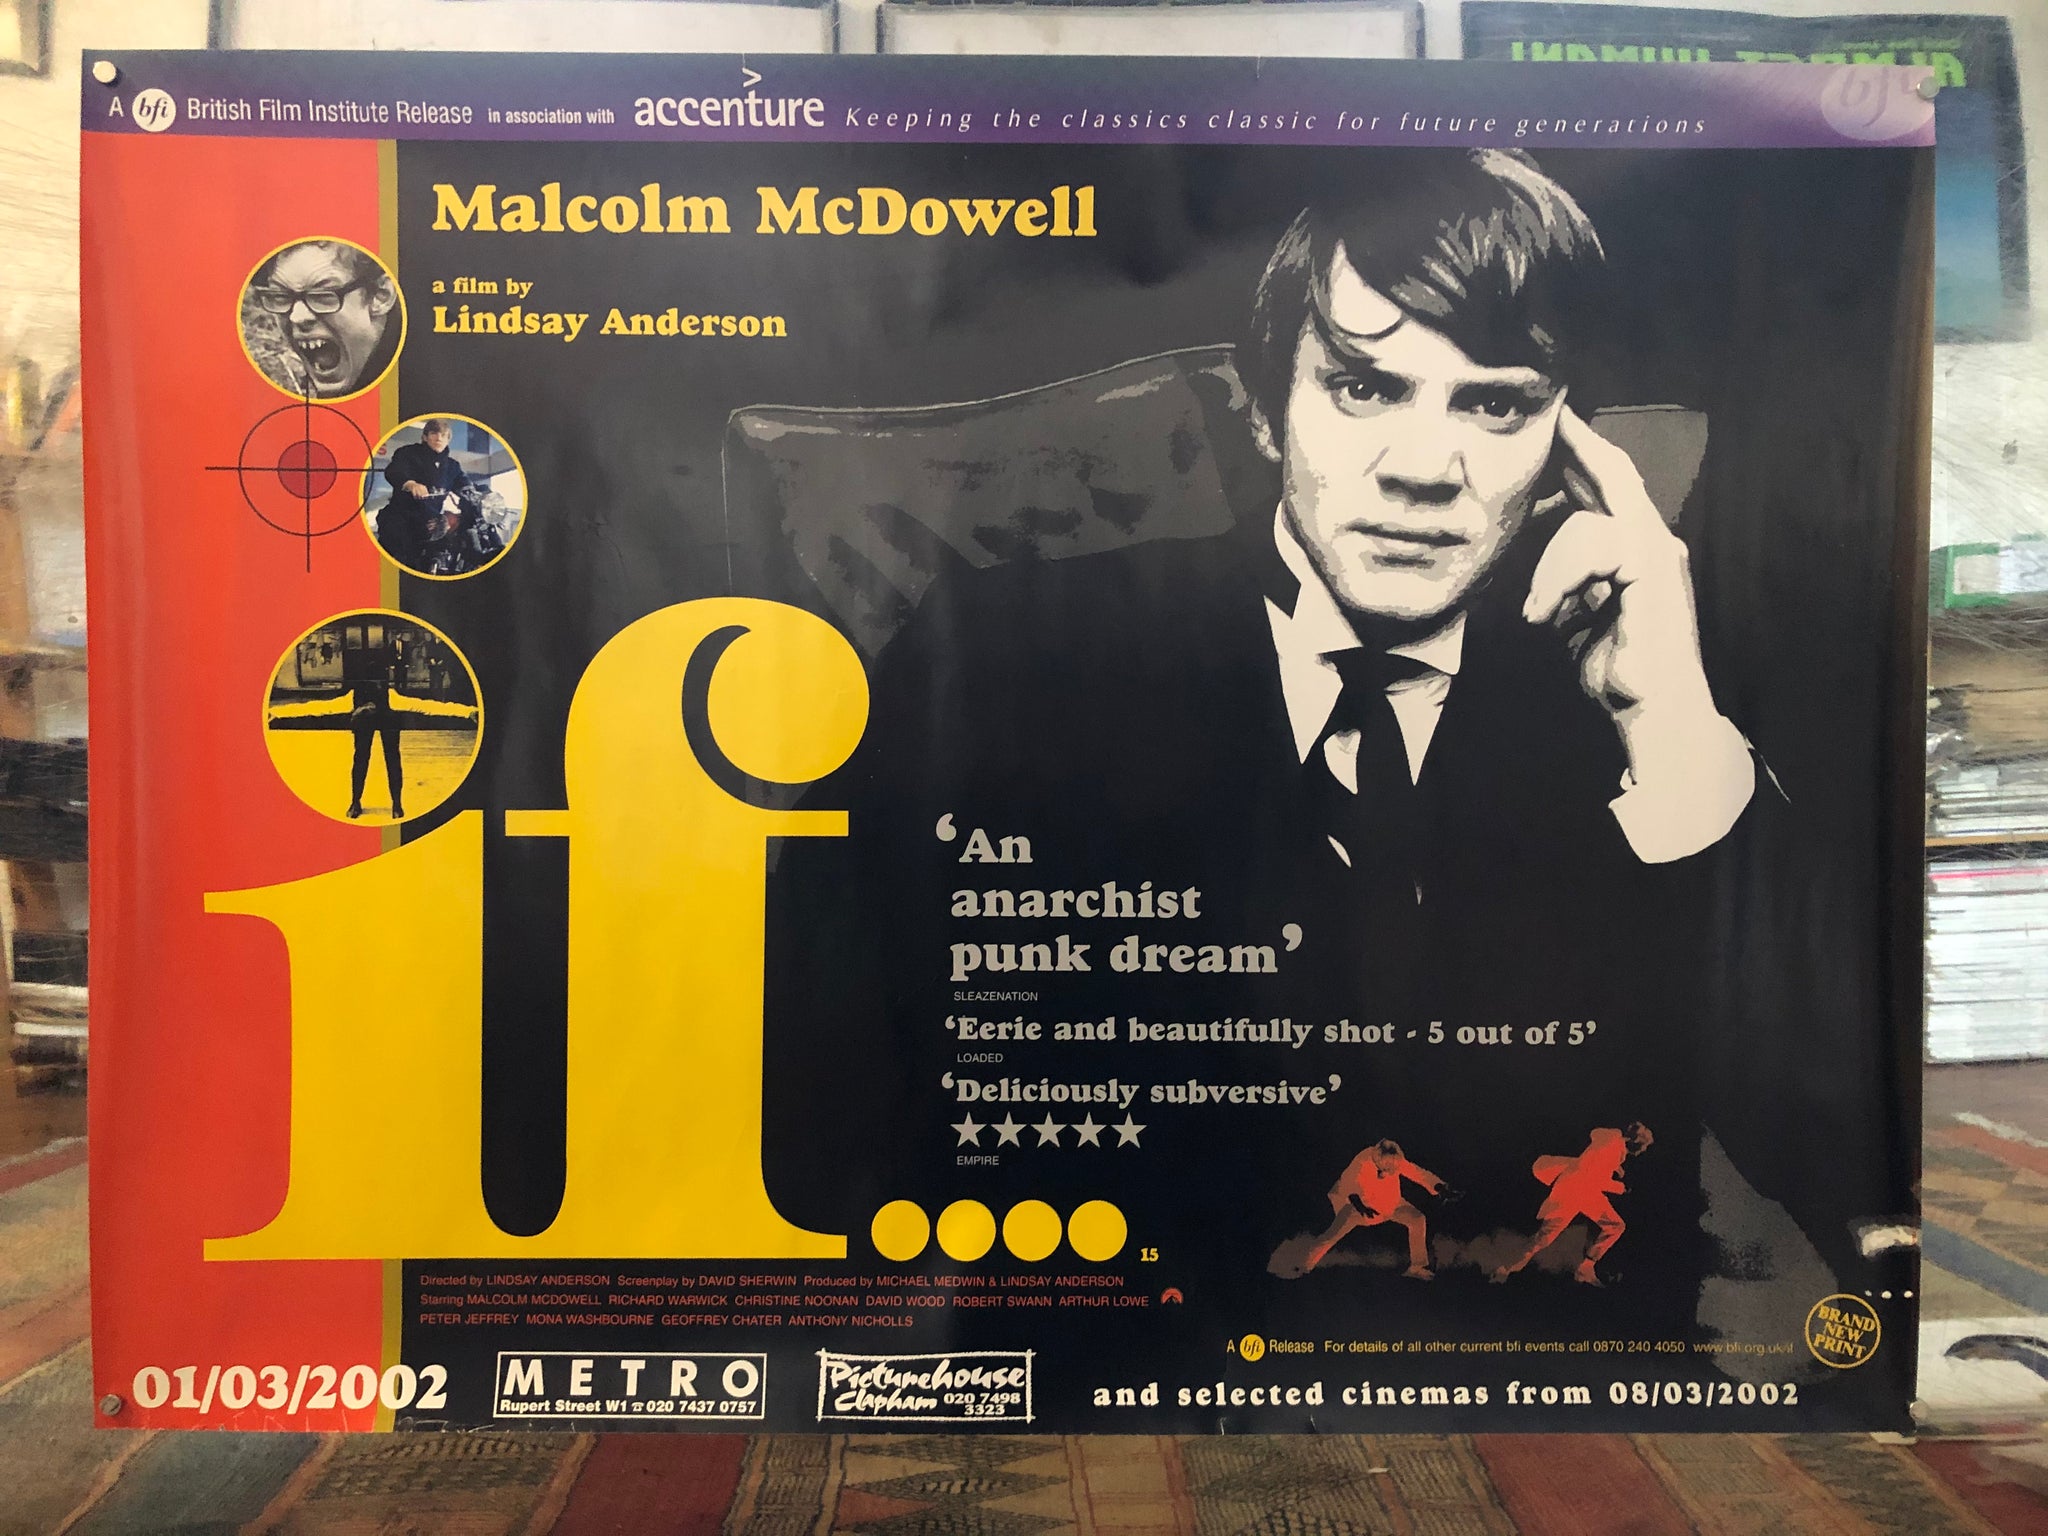 A bfi British Film Institute Release in association with accenture Keeping the classics classic for future generations
bfi
Malcolm McDowell
a film by
Lindsay Anderson
if....
15
‘An
anarchist
punk dream’
SLEAZENATION
‘Eerie and beautifully shot - 5 out of 5’
LOADED
‘Deliciously subversive’
★★★★★
EMPIRE
Directed by LINDSAY ANDERSON Screenplay by DAVID SHERWIN Produced by MICHAEL MEDWIN & LINDSAY ANDERSON
Starring MALCOLM MCDOWELL RICHARD WARWICK CHRISTINE NOONAN DAVID WOOD ROBERT SWANN ARTHUR LOWE
PETER JEFFREY MONA WASHBOURNE GEOFFREY CHATER ANTHONY NICHOLLS
A bfi Release For details of all other current bfi events call 0870 240 4050 www.bfi.org.uk/if
BRAND
NEW
PRINT
01/03/2002
METRO
Rupert Street W1 ☎ 020 7437 0757
Picturehouse
Clapham 020 7498
3323
and selected cinemas from 08/03/2002